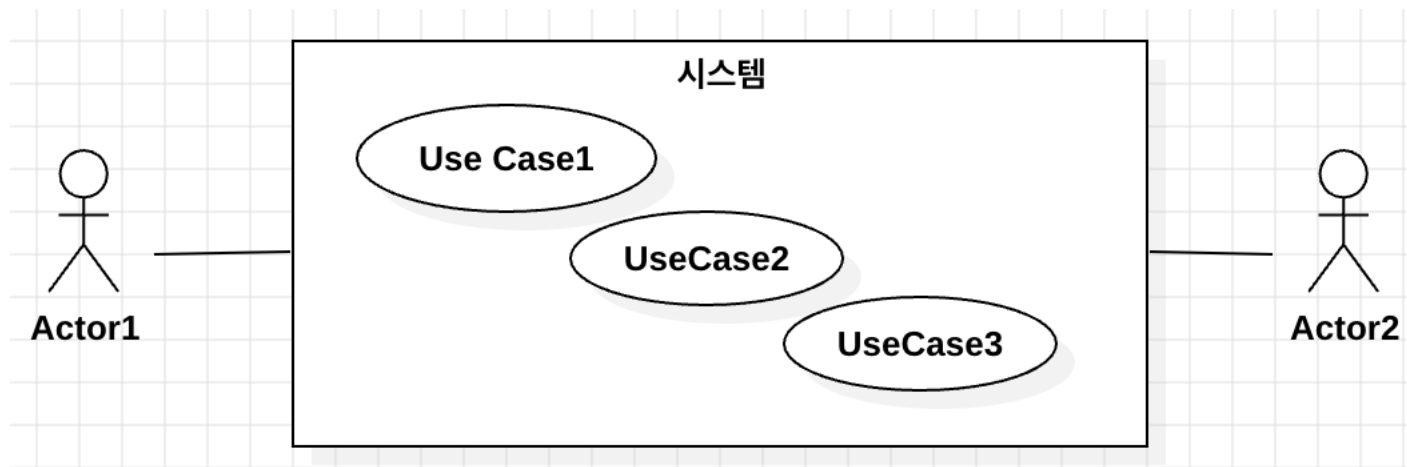 시스템
Use Case1
UseCase2
UseCase3
Actor1
Actor2